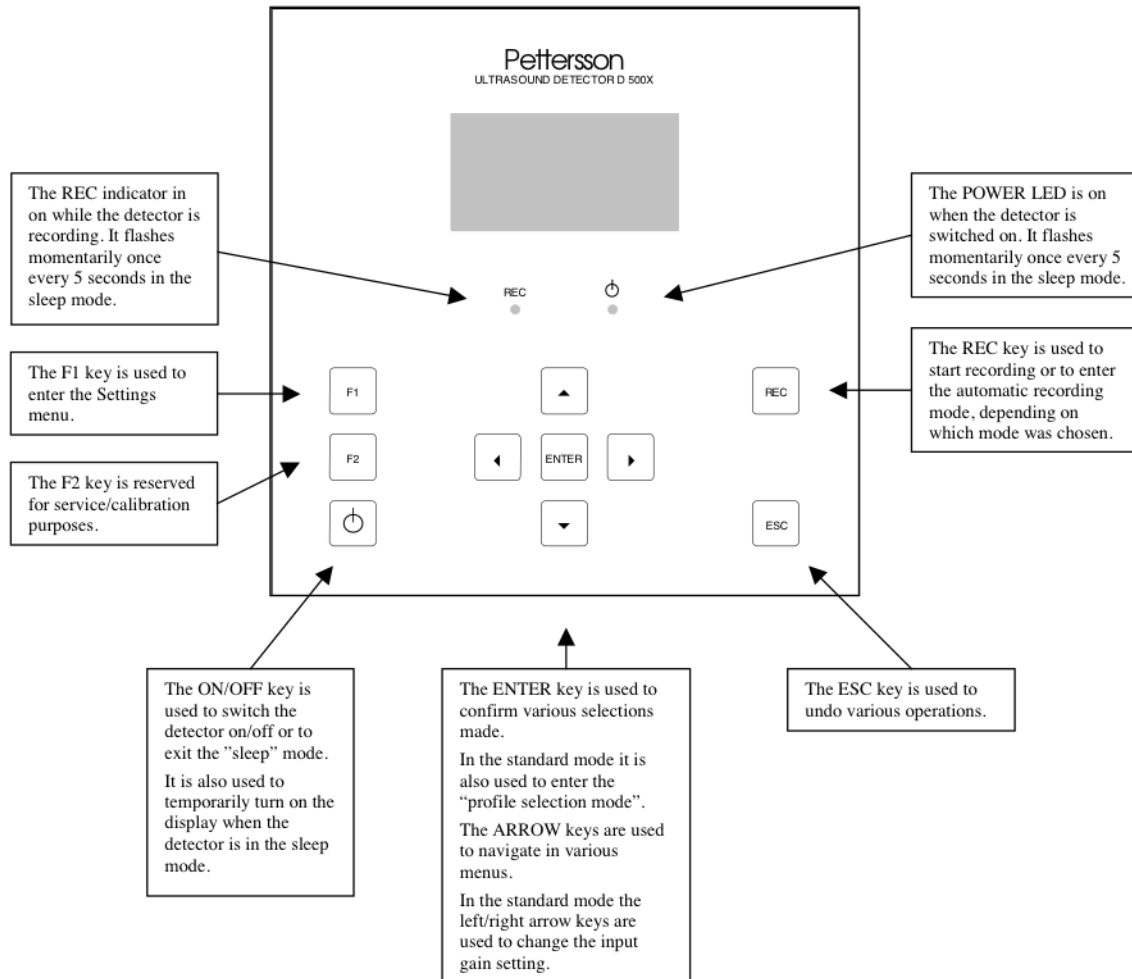 Pettersson
ULTRASOUND DETECTOR D 500X
The REC indicator in
on while the detector is
recording. It flashes
momentarily once
every 5 seconds in the
sleep mode.
The POWER LED is on
when the detector is
switched on. It flashes
momentarily once every 5
seconds in the sleep mode.
REC
The F1 key is used to
enter the Settings
menu.
The REC key is used to
start recording or to enter
the automatic recording
mode, depending on
which mode was chosen.
F1
REC
The F2 key is reserved
for service/calibration
purposes.
F2
ENTER
ESC
The ON/OFF key is
used to switch the
detector on/off or to
exit the ”sleep” mode.
It is also used to
temporarily turn on the
display when the
detector is in the sleep
mode.
The ENTER key is used to
confirm various selections
made.
In the standard mode it is
also used to enter the
“profile selection mode”.
The ARROW keys are used
to navigate in various
menus.
In the standard mode the
left/right arrow keys are
used to change the input
gain setting.
The ESC key is used to
undo various operations.